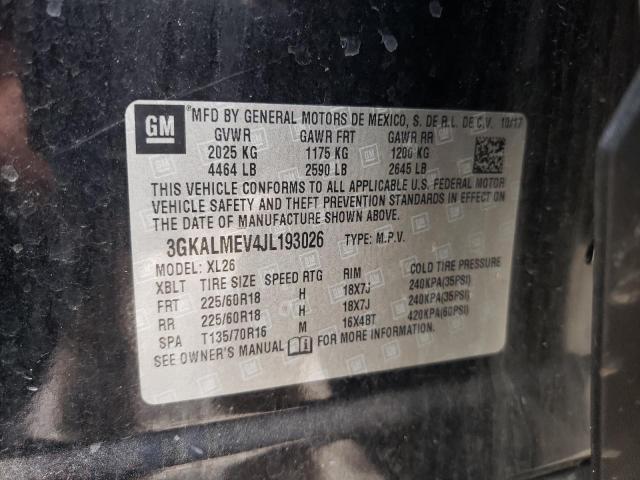 GM
®MFD BY GENERAL MOTORS DE MEXICO, S. DE R.L. DE C.V. 10/17
GVWR GAWR FRT GAWR RR
2025 KG 1175 KG 1200 KG
4464 LB 2590 LB 2645 LB
THIS VEHICLE CONFORMS TO ALL APPLICABLE U.S. FEDERAL MOTOR
VEHICLE SAFETY AND THEFT PREVENTION STANDARDS IN EFFECT ON
THE DATE OF MANUFACTURE SHOWN ABOVE.
3GKALMEV4JL193026 TYPE: M.P.V.
MODEL: XL26
XBLT TIRE SIZE SPEED RTG RIM COLD TIRE PRESSURE
FRT 225/60R18 H 18X7J 240KPA(35PSI)
RR 225/60R18 H 18X7J 240KPA(35PSI)
SPA T135/70R16 M 16X4BT 420KPA(60PSI)
SEE OWNER'S MANUAL FOR MORE INFORMATION.